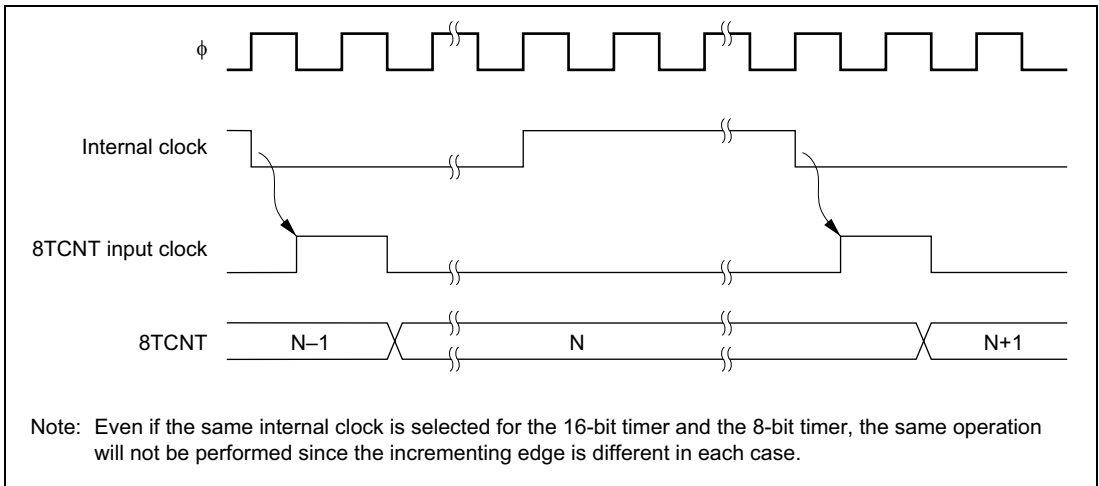 ϕ
Internal clock
8TCNT input clock
8TCNT
N–1
N
N+1
Note: Even if the same internal clock is selected for the 16-bit timer and the 8-bit timer, the same operation
will not be performed since the incrementing edge is different in each case.